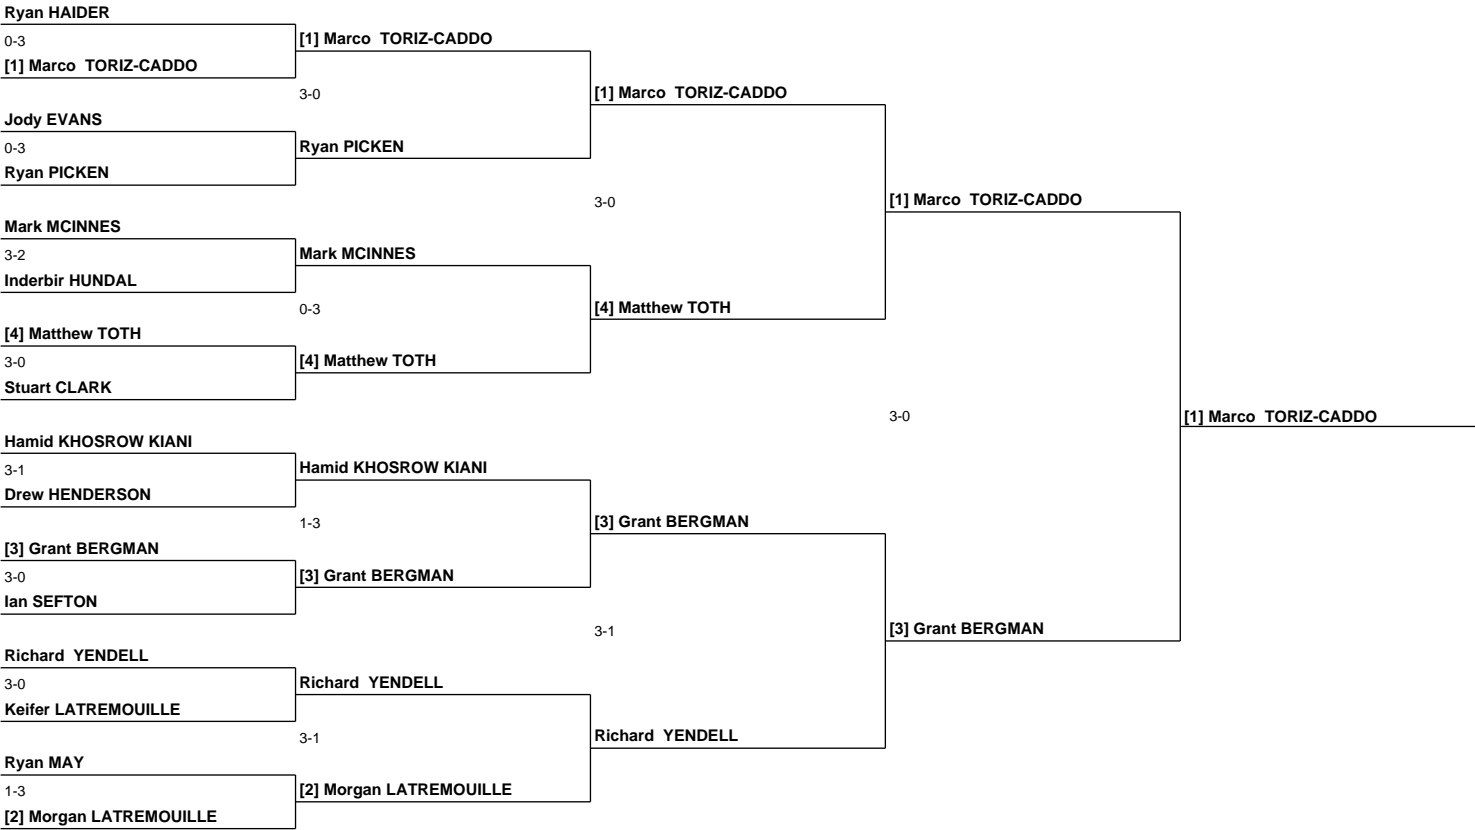 Ryan HAIDER
0-3
[1] Marco  TORIZ-CADDO
Jody EVANS
0-3
Ryan PICKEN
Mark MCINNES
3-2
Inderbir HUNDAL
[4] Matthew TOTH
3-0
Stuart CLARK
Hamid KHOSROW KIANI
3-1
Drew HENDERSON
[3] Grant BERGMAN
3-0
Ian SEFTON
Richard  YENDELL
3-0
Keifer LATREMOUILLE
Ryan MAY
1-3
[2] Morgan LATREMOUILLE
[1] Marco  TORIZ-CADDO
3-0
Ryan PICKEN
Mark MCINNES
0-3
[4] Matthew TOTH
Hamid KHOSROW KIANI
1-3
[3] Grant BERGMAN
Richard  YENDELL
3-1
[2] Morgan LATREMOUILLE
[1] Marco  TORIZ-CADDO
3-0
[4] Matthew TOTH
[3] Grant BERGMAN
3-1
Richard  YENDELL
[1] Marco  TORIZ-CADDO
3-0
[3] Grant BERGMAN
[1] Marco  TORIZ-CADDO